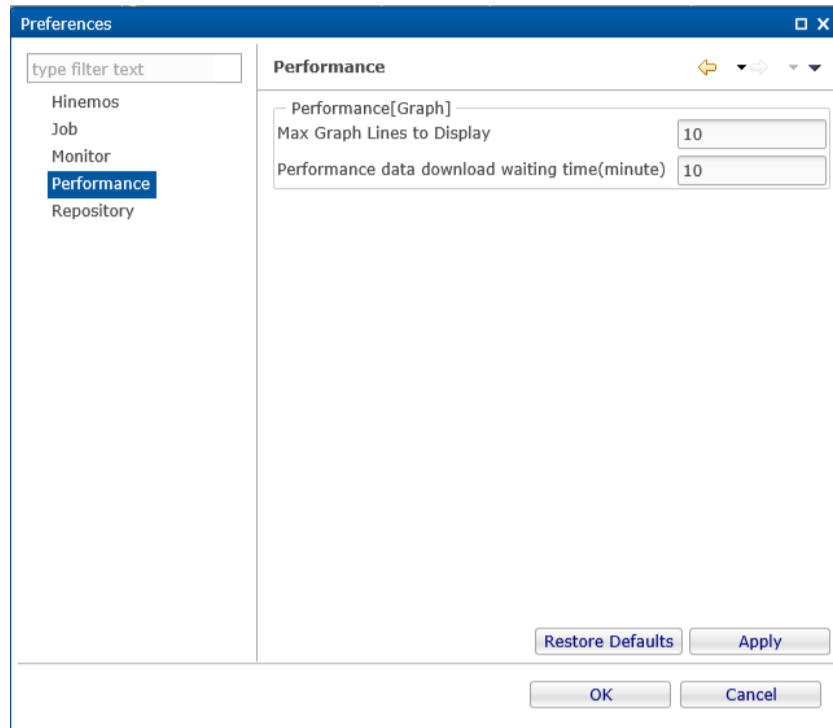 Preferences
type filter text
Hinemos
Job
Monitor
Performance
Repository
Performance
Performance[Graph]
Max Graph Lines to Display 10
Performance data download waiting time(minute) 10
Restore Defaults Apply
OK Cancel